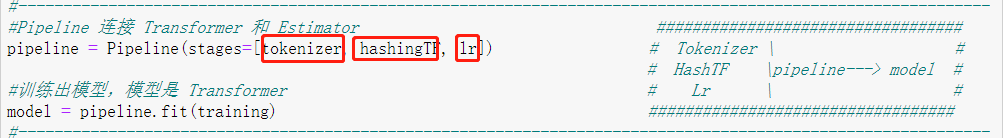 #---------------------------------------------------------------------------------------------------
#Pipeline 连接 Transformer 和 Estimator ##################################
pipeline = Pipeline(stages=[tokenizer, hashingTF, lr]) # Tokenizer \ #
# HashTF \pipeline---> model #
#训练出模型，模型是 Transformer # Lr \ #
model = pipeline.fit(training) ##################################
#---------------------------------------------------------------------------------------------------